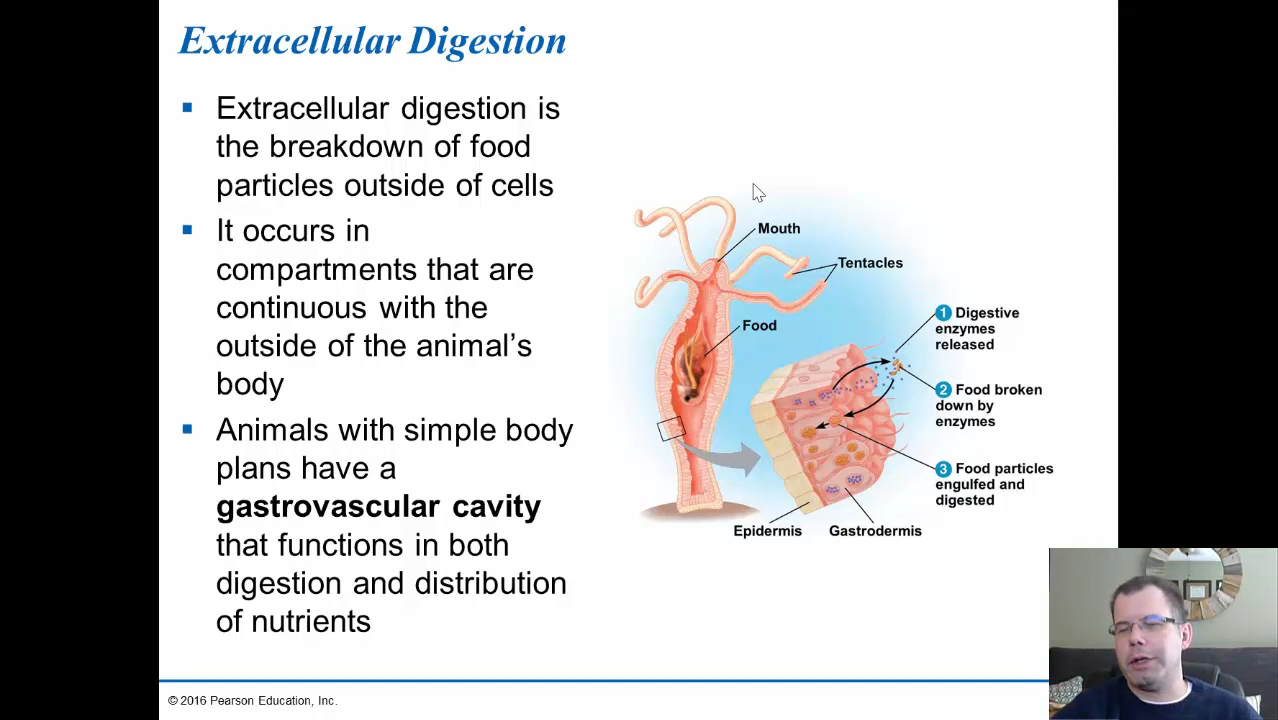 Extracellular Digestion
▪ Extracellular digestion is
the breakdown of food
particles outside of cells
▪ It occurs in
compartments that are
continuous with the
outside of the animal’s
body
▪ Animals with simple body
plans have a
gastrovascular cavity
that functions in both
digestion and distribution
of nutrients
Mouth
Tentacles
Food
1 Digestive
enzymes
released
2 Food broken
down by
enzymes
3 Food particles
engulfed and
digested
Epidermis
Gastrodermis
© 2016 Pearson Education, Inc.